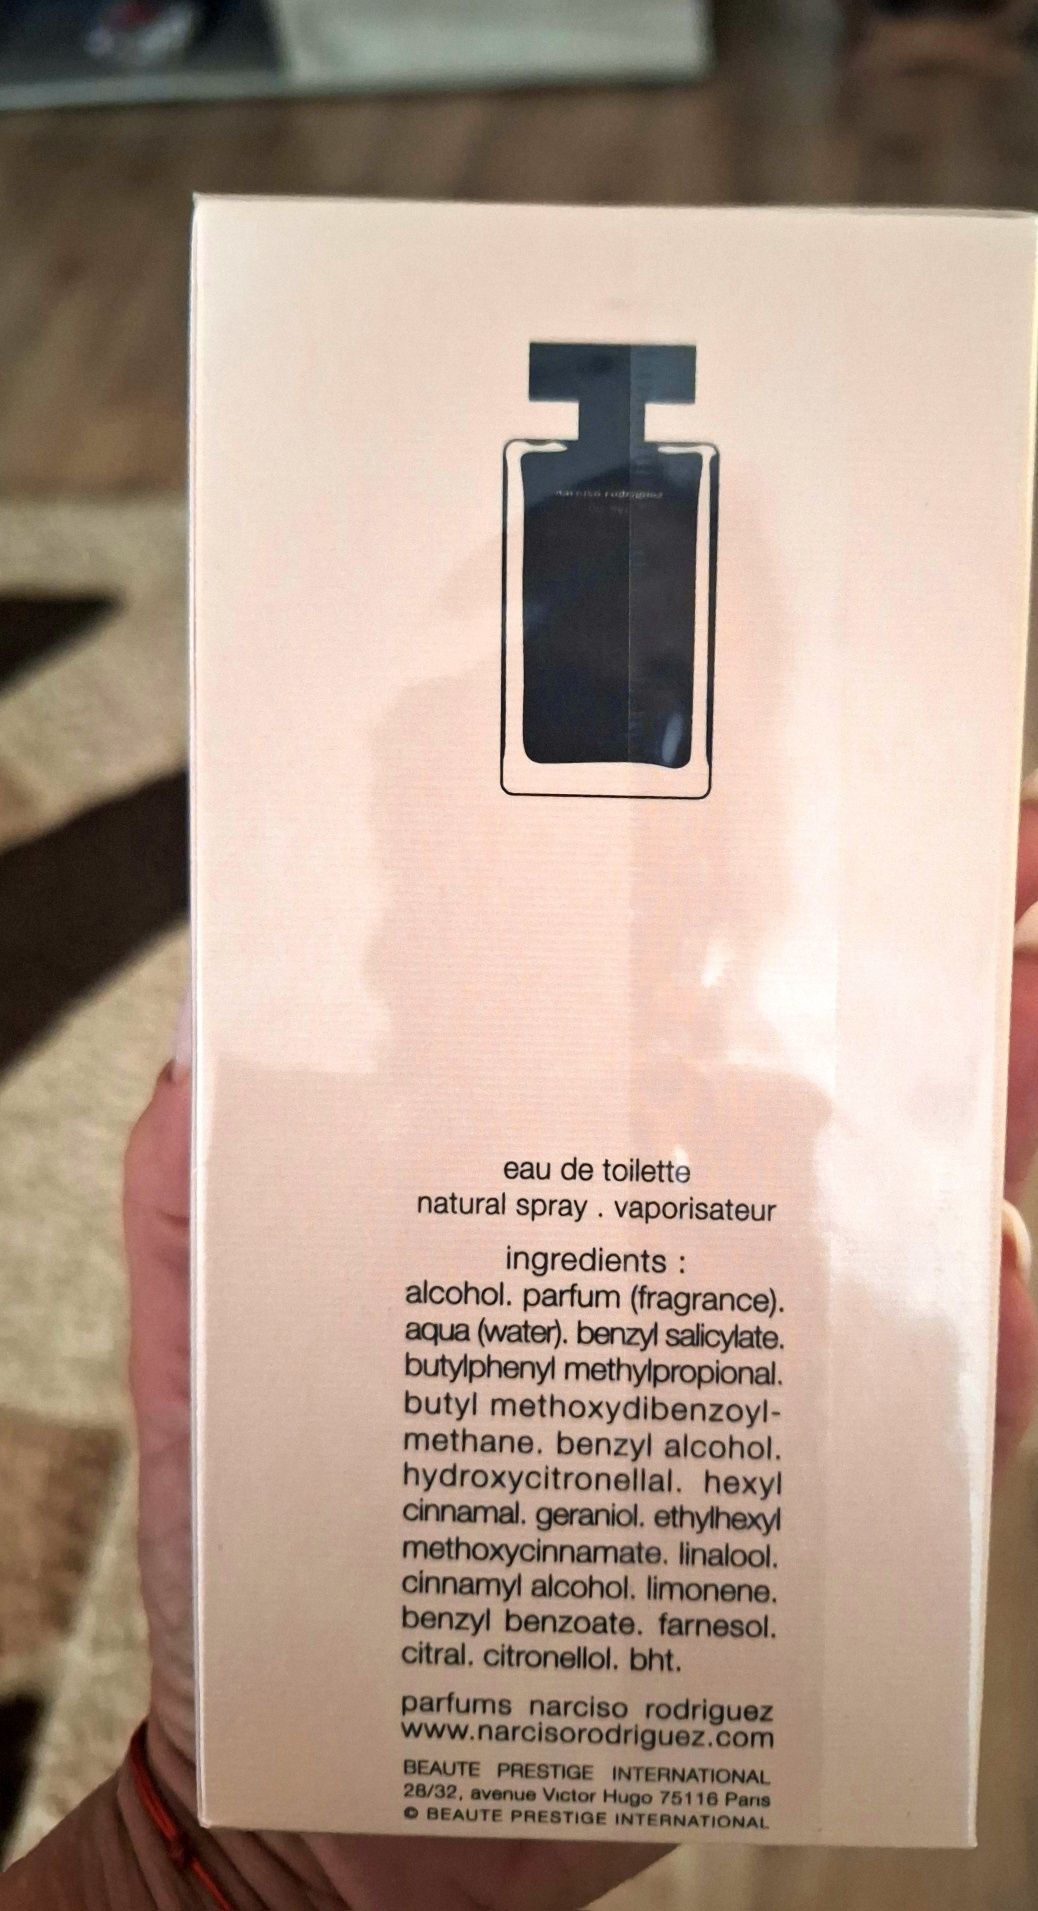 narciso rodriguez
eau de toilette
natural spray . vaporisateur
ingredients :
alcohol. parfum (fragrance).
aqua (water). benzyl salicylate.
butylphenyl methylpropional.
butyl methoxydibenzoyl-
methane. benzyl alcohol.
hydroxycitronellal. hexyl
cinnamal. geraniol. ethylhexyl
methoxycinnamate. linalool.
cinnamyl alcohol. limonene.
benzyl benzoate. farnesol.
citral. citronellol. bht.
parfums narciso rodriguez
www.narcisorodriguez.com
BEAUTE PRESTIGE INTERNATIONAL
28/32, avenue Victor Hugo 75116 Paris
© BEAUTE PRESTIGE INTERNATIONAL